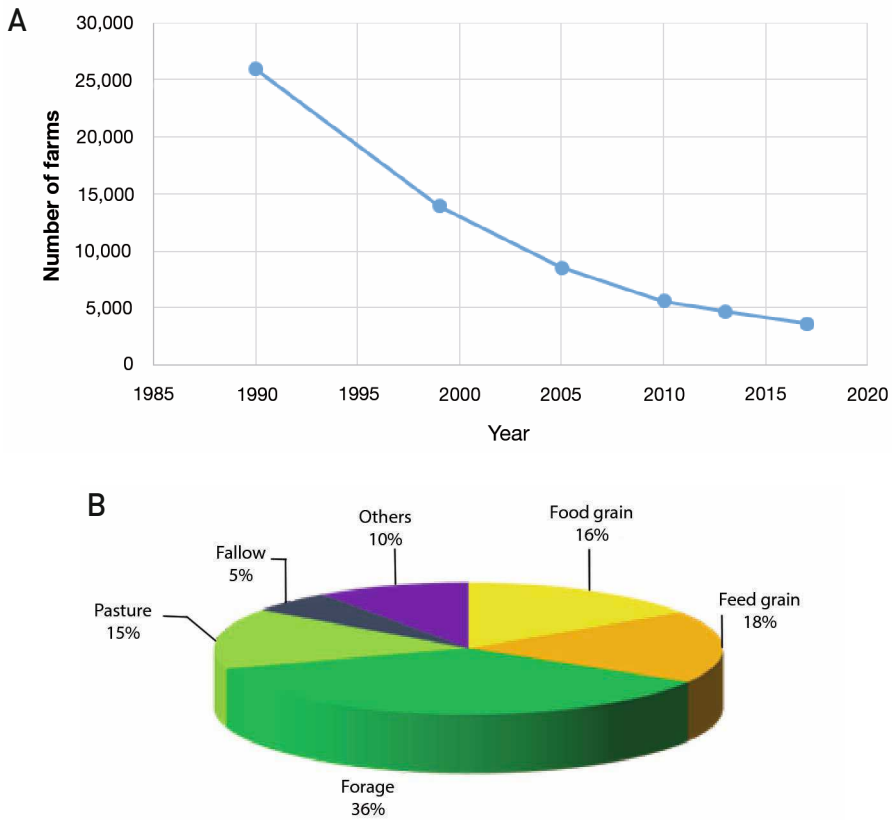 A
30,000
25,000
20,000
15,000
10,000
5,000
0
Number of farms
1985 1990 1995 2000 2005 2010 2015 2020
Year
B
Others
10%
Food grain
16%
Fallow
5%
Feed grain
18%
Pasture
15%
Forage
36%